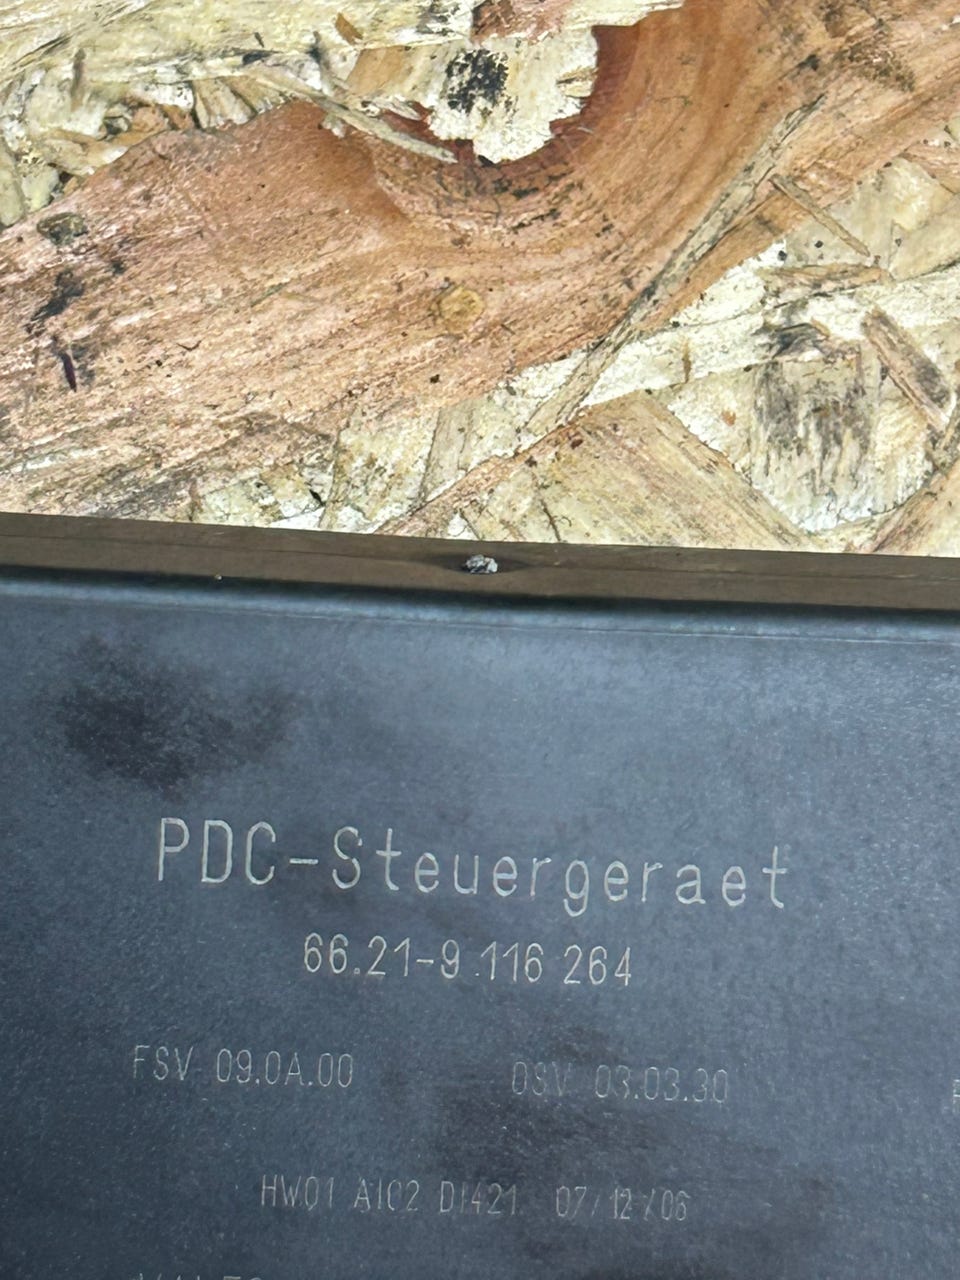 PDC-Steuergeraet
66.21-9 116 264
FSV 09.0A.00 OSV 03.03.30
HW01 AI02 DI421 07/12/06